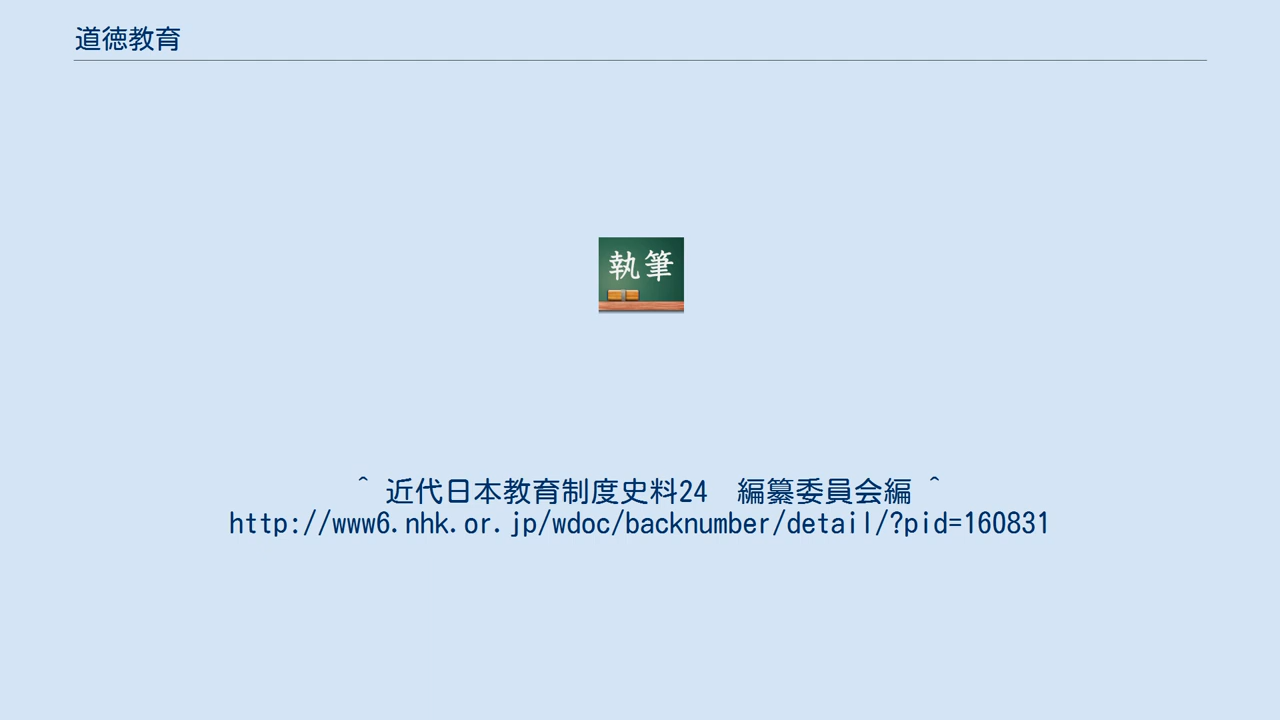 道徳教育
執筆
^ 近代日本教育制度史料24　編纂委員会編 ^
http://www6.nhk.or.jp/wdoc/backnumber/detail/?pid=160831